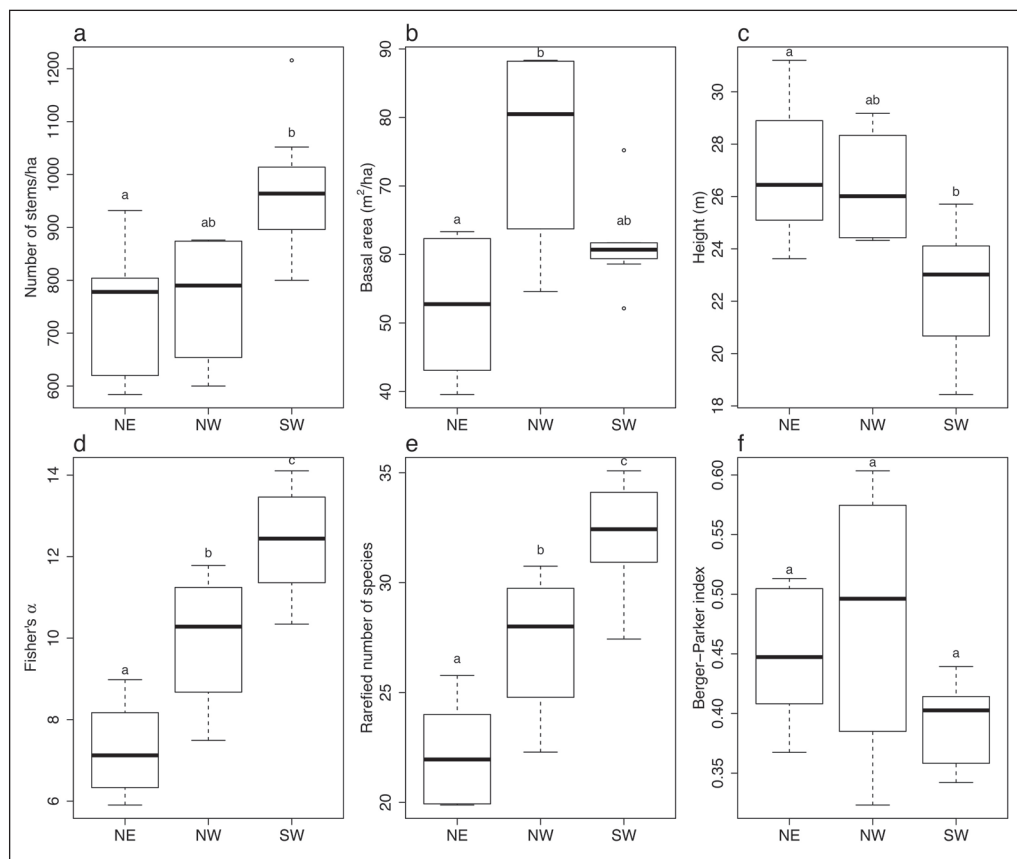 a
Number of stems/ha
1200
1100
1000
900
800
700
600
a
ab
b
NE NW SW
b
Basal area (m²/ha)
90
80
70
60
50
40
a
b
ab
NE NW SW
c
Height (m)
30
28
26
24
22
20
18
a
ab
b
NE NW SW
d
Fisher's α
14
12
10
8
6
a
b
c
NE NW SW
e
Rarefied number of species
35
30
25
20
a
b
c
NE NW SW
f
Berger–Parker index
0.60
0.55
0.50
0.45
0.40
0.35
a
a
a
NE NW SW